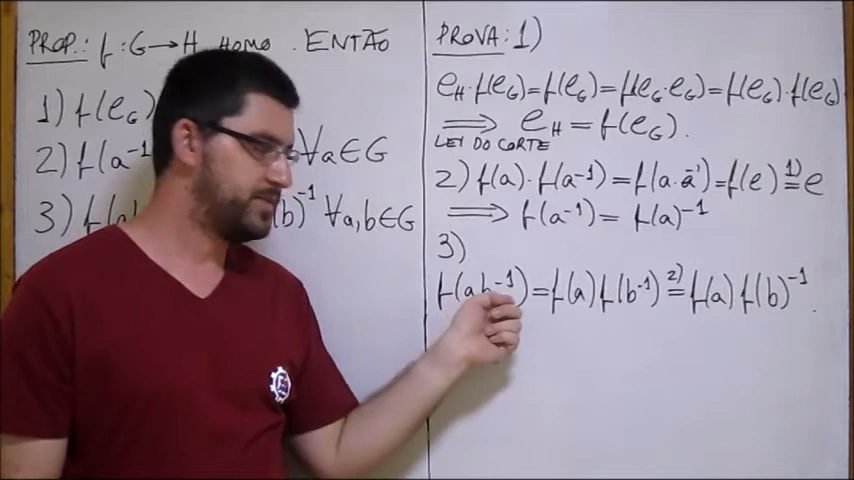 PROP.: f:G→H HOMO. ENTÃO
1) f(e_G)
2) f(a⁻¹ ∀a∈G
3) f(a b)⁻¹ ∀a,b∈G
PROVA: 1)
e_H·f(e_G)=f(e_G)=f(e_G·e_G)=f(e_G)·f(e_G)
⟹ e_H=f(e_G).
LEI DO CORTE
2) f(a)·f(a⁻¹)=f(a·a⁻¹)=f(e) =¹⁾ e
⟹ f(a⁻¹)=f(a)⁻¹
3)
f(ab⁻¹)=f(a)f(b⁻¹) =²⁾ f(a)f(b)⁻¹.